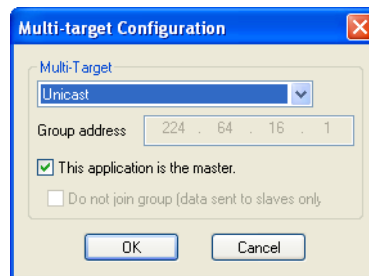 Multi-target Configuration
Multi-Target
Unicast
Group address 224 . 64 . 16 . 1
This application is the master.
Do not join group (data sent to slaves only
OK Cancel